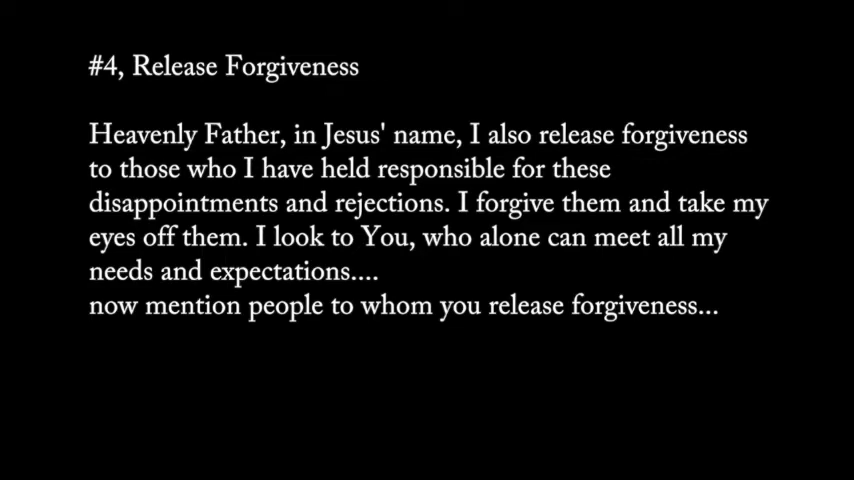 #4, Release Forgiveness
Heavenly Father, in Jesus' name, I also release forgiveness
to those who I have held responsible for these
disappointments and rejections. I forgive them and take my
eyes off them. I look to You, who alone can meet all my
needs and expectations....
now mention people to whom you release forgiveness...